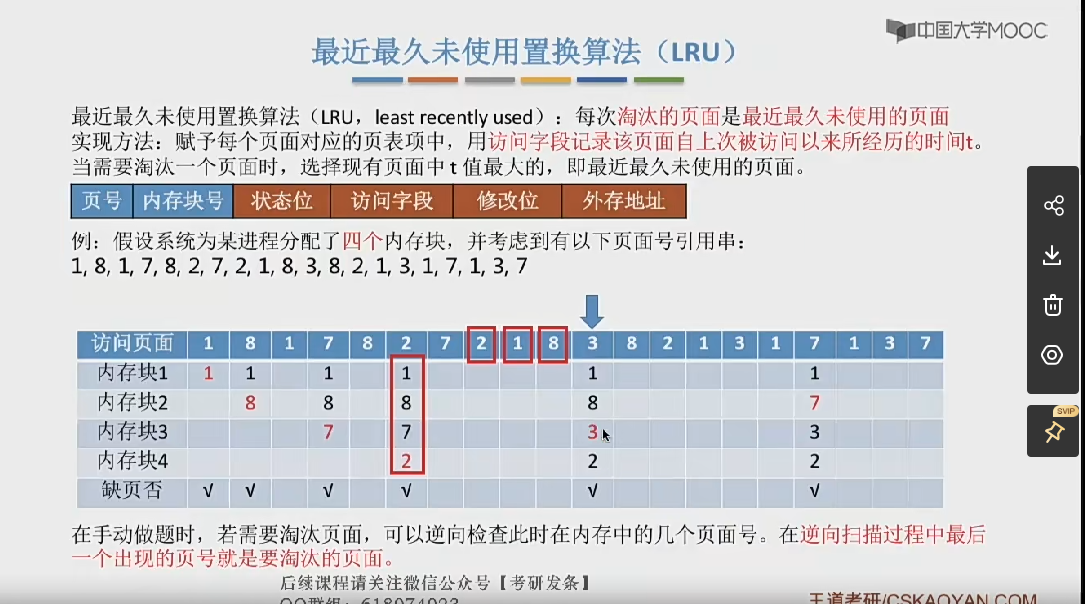 中国大学MOOC
最近最久未使用置换算法（LRU）
最近最久未使用置换算法（LRU，least recently used）：每次淘汰的页面是最近最久未使用的页面
实现方法：赋予每个页面对应的页表项中，用访问字段记录该页面自上次被访问以来所经历的时间t。
当需要淘汰一个页面时，选择现有页面中 t 值最大的，即最近最久未使用的页面。
页号 内存块号 状态位 访问字段 修改位 外存地址
例：假设系统为某进程分配了四个内存块，并考虑到有以下页面号引用串：
1, 8, 1, 7, 8, 2, 7, 2, 1, 8, 3, 8, 2, 1, 3, 1, 7, 1, 3, 7
访问页面 1 8 1 7 8 2 7 2 1 8 3 8 2 1 3 1 7 1 3 7
内存块1 1 1 1 1 1 1
内存块2 8 8 8 8 7
内存块3 7 7 3 3
内存块4 2 2 2
缺页否 √ √ √ √ √ √
在手动做题时，若需要淘汰页面，可以逆向检查此时在内存中的几个页面号。在逆向扫描过程中最后
一个出现的页号就是要淘汰的页面。
后续课程请关注微信公众号【考研发条】
王道考研/CSKAOYAN.COM
SVIP